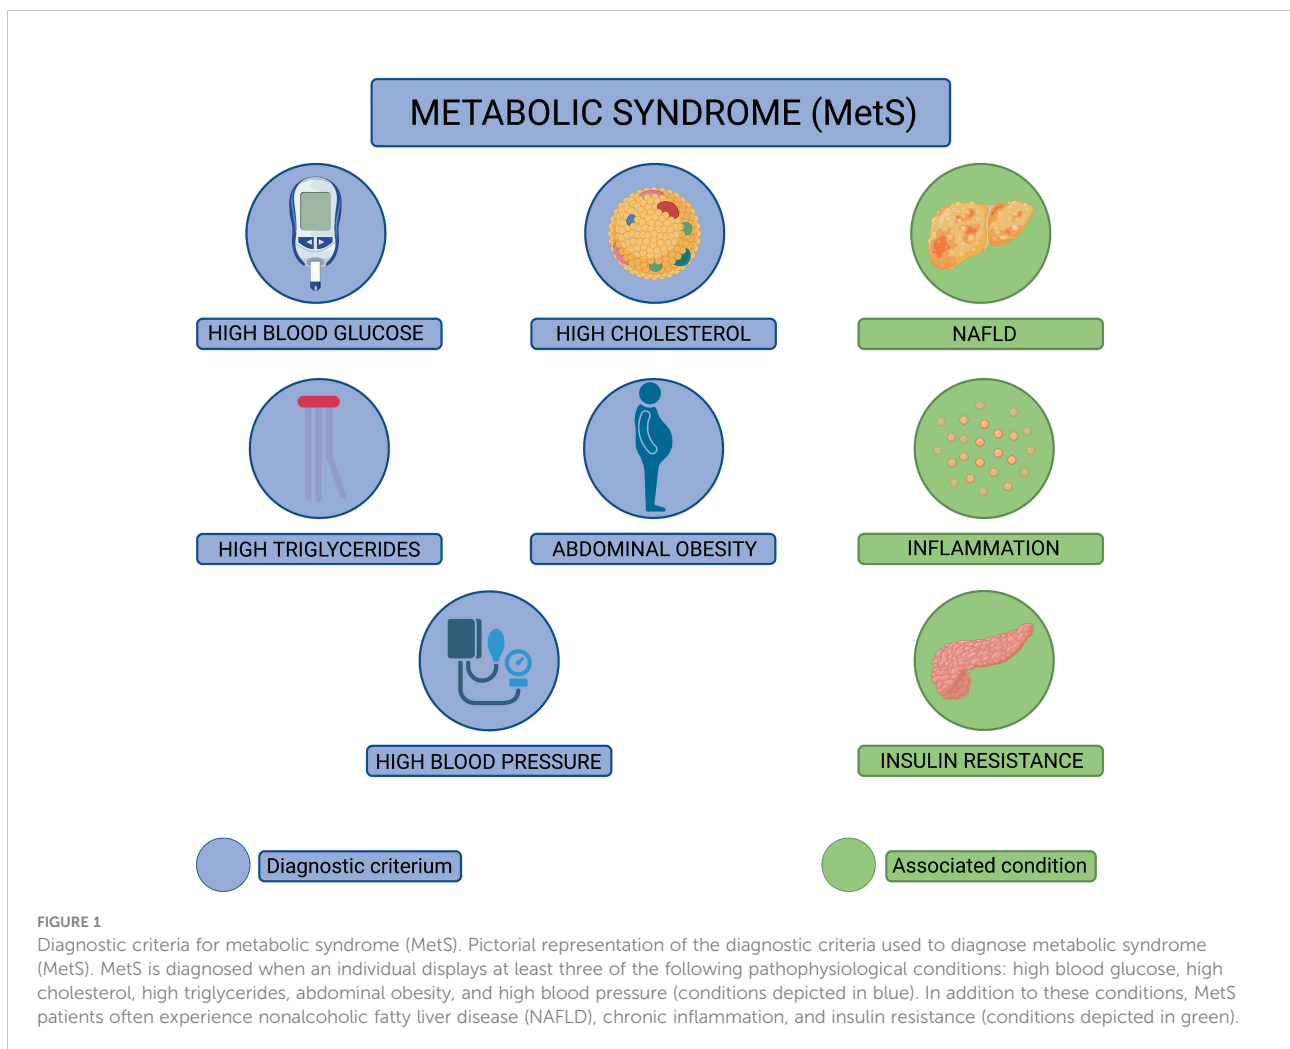 METABOLIC SYNDROME (MetS)
HIGH BLOOD GLUCOSE
HIGH CHOLESTEROL
NAFLD
HIGH TRIGLYCERIDES
ABDOMINAL OBESITY
INFLAMMATION
HIGH BLOOD PRESSURE
INSULIN RESISTANCE
Diagnostic criterium
Associated condition
FIGURE 1
Diagnostic criteria for metabolic syndrome (MetS). Pictorial representation of the diagnostic criteria used to diagnose metabolic syndrome
(MetS). MetS is diagnosed when an individual displays at least three of the following pathophysiological conditions: high blood glucose, high
cholesterol, high triglycerides, abdominal obesity, and high blood pressure (conditions depicted in blue). In addition to these conditions, MetS
patients often experience nonalcoholic fatty liver disease (NAFLD), chronic inflammation, and insulin resistance (conditions depicted in green).